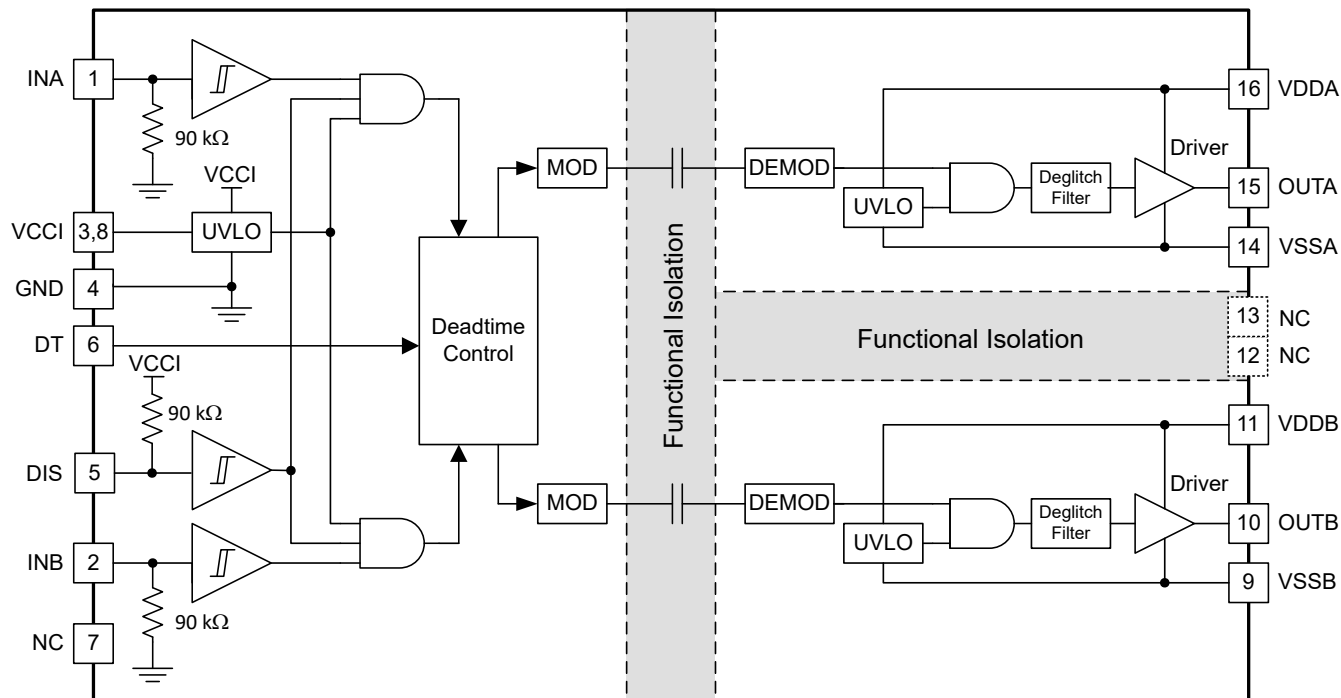 INA 1
90 kΩ
VCCI
VCCI 3,8 UVLO
GND 4
DT 6
VCCI
90 kΩ
DIS 5
INB 2
90 kΩ
NC 7
Deadtime
Control
MOD
MOD
Functional Isolation
DEMOD
UVLO
Deglitch
Filter
Driver
16 VDDA
15 OUTA
14 VSSA
Functional Isolation
13 NC
12 NC
DEMOD
UVLO
Deglitch
Filter
Driver
11 VDDB
10 OUTB
9 VSSB